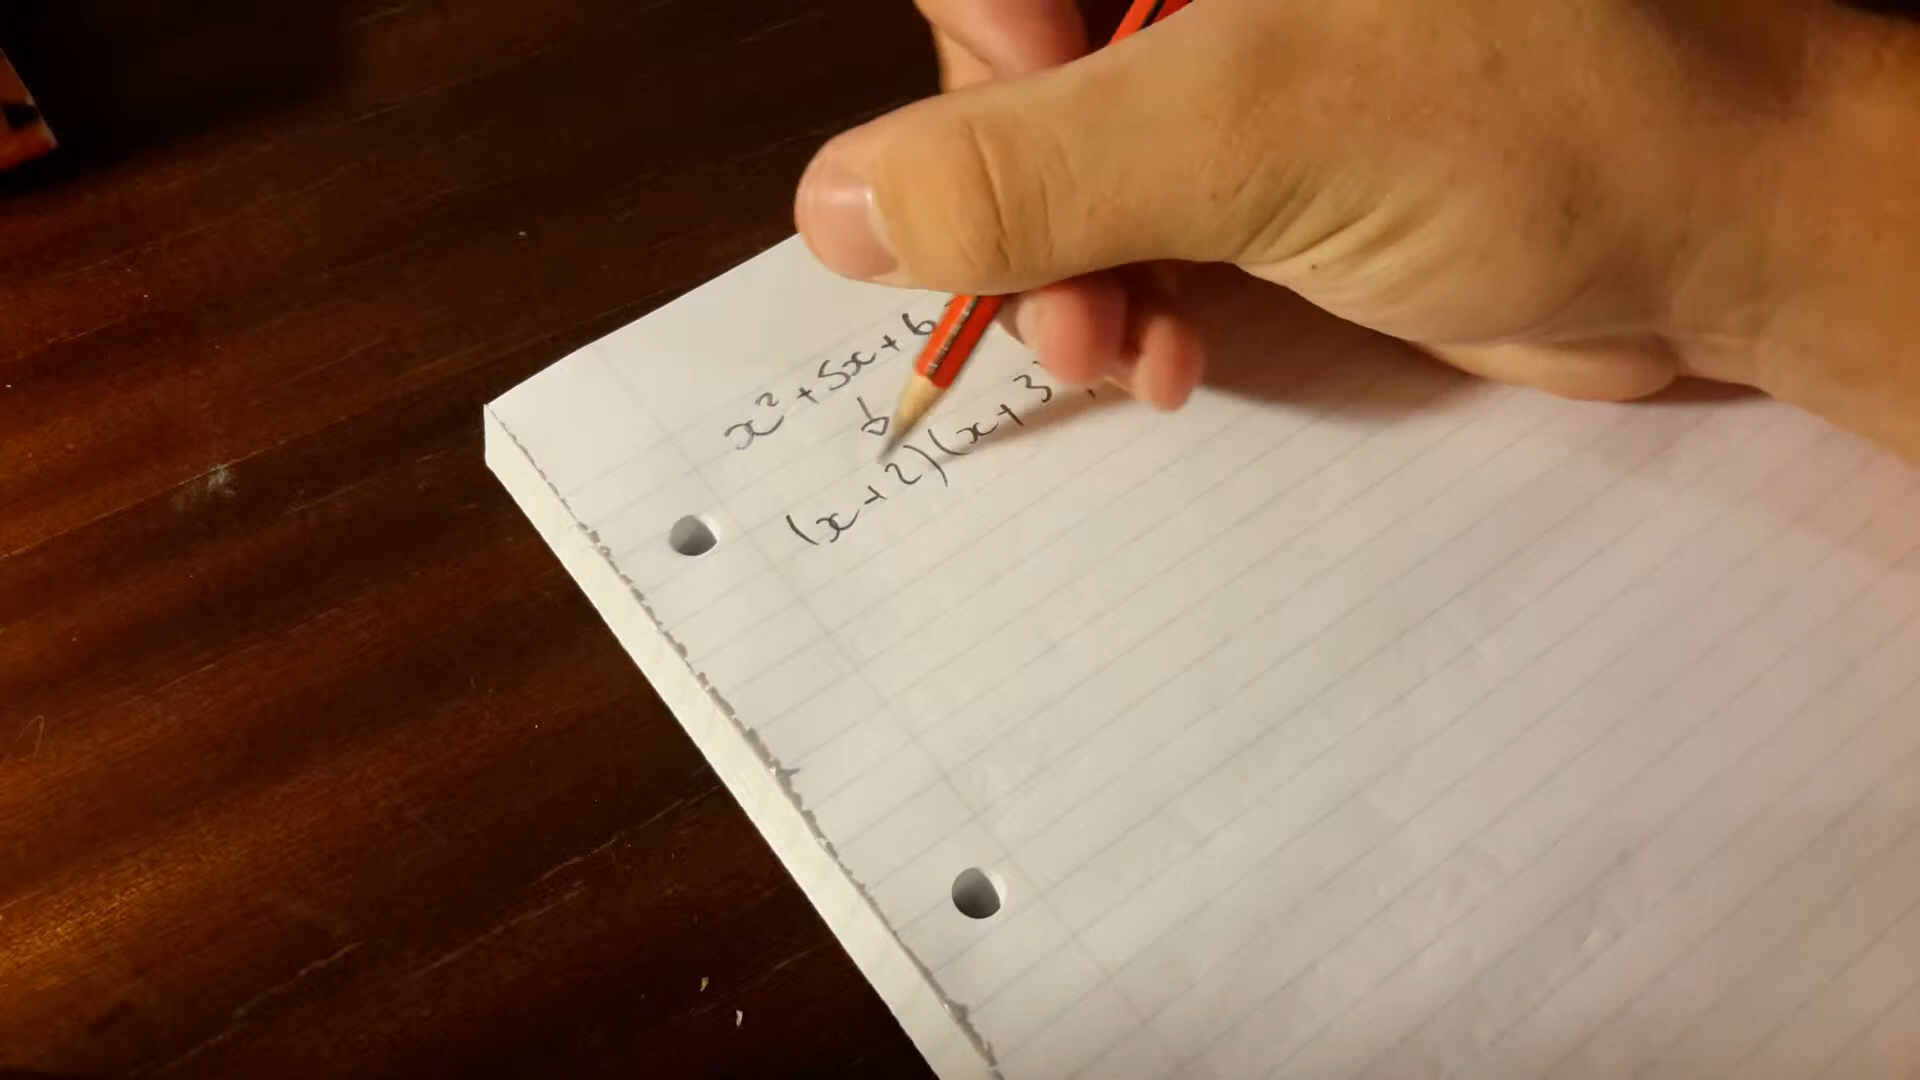 x² + 5x + 6
↓
(x + 2)(x + 3)